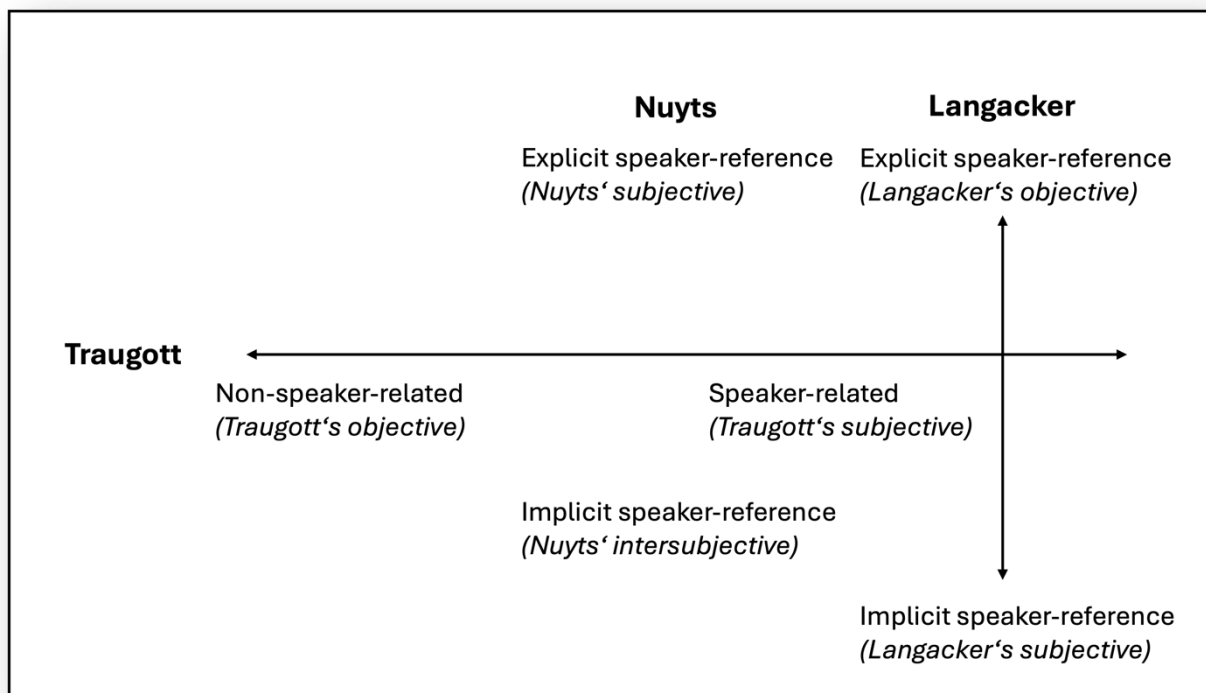 Nuyts
Langacker
Explicit speaker-reference
(Nuyts‘ subjective)
Explicit speaker-reference
(Langacker‘s objective)
Traugott
Non-speaker-related
(Traugott‘s objective)
Speaker-related
(Traugott‘s subjective)
Implicit speaker-reference
(Nuyts‘ intersubjective)
Implicit speaker-reference
(Langacker‘s subjective)